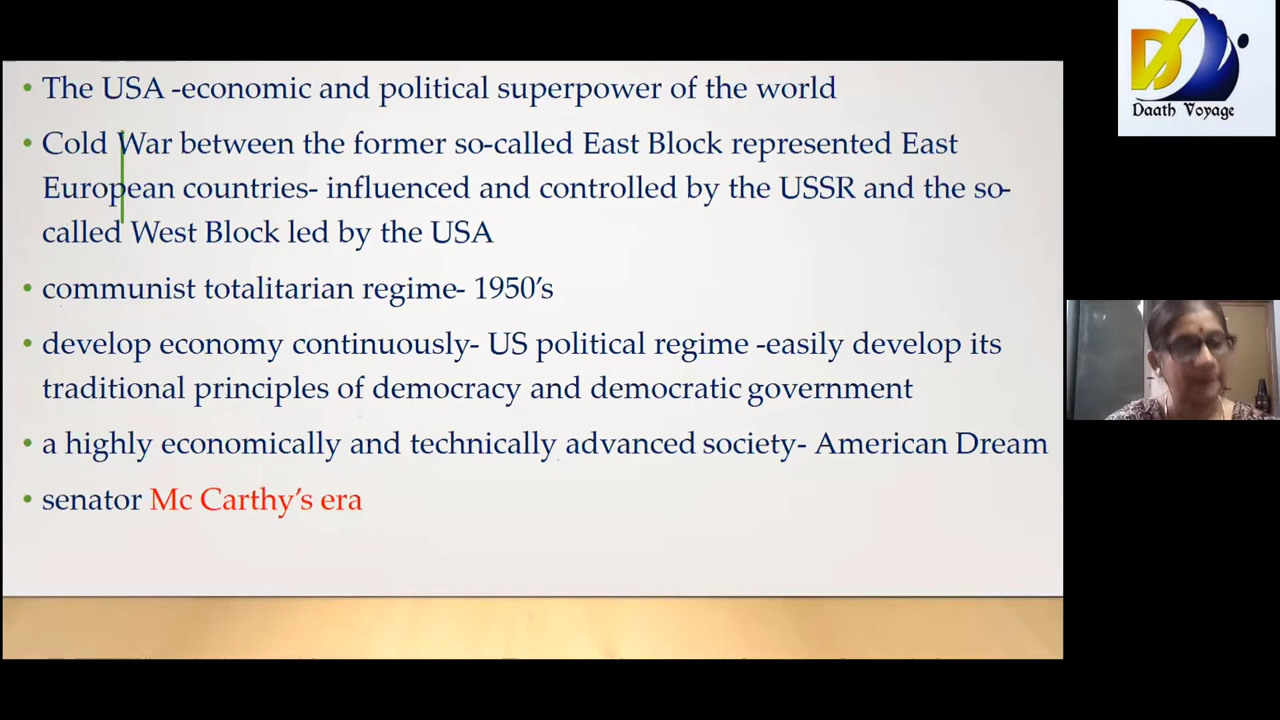 • The USA -economic and political superpower of the world
• Cold War between the former so-called East Block represented East
European countries- influenced and controlled by the USSR and the so-
called West Block led by the USA
• communist totalitarian regime- 1950's
• develop economy continuously- US political regime -easily develop its
traditional principles of democracy and democratic government
• a highly economically and technically advanced society- American Dream
• senator Mc Carthy's era
Daath Voyage